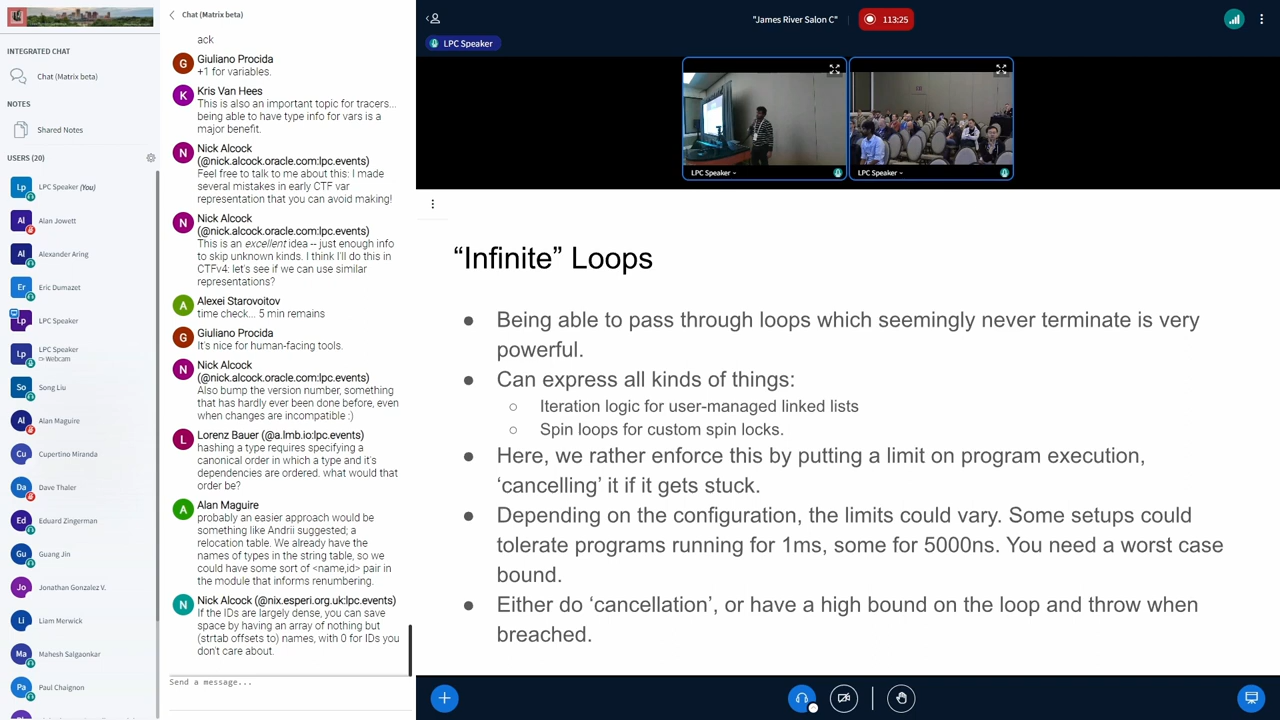 INTEGRATED CHAT
Chat (Matrix beta)
NOTES
Shared Notes
USERS (20)
Lp LPC Speaker (You)
Al Alan Jowett
Al Alexander Aring
Er Eric Dumazet
Lp LPC Speaker
Lp LPC Speaker
Webcam
So Song Liu
Al Alan Maguire
Cu Cupertino Miranda
Da Dave Thaler
Ed Eduard Zingerman
Gu Guang Jin
Jo Jonathan Gonzalez V.
Li Liam Merwick
Ma Mahesh Salgaonkar
Pa Paul Chaignon
Chat (Matrix beta)
ack
G Giuliano Procida
+1 for variables.
K Kris Van Hees
This is also an important topic for tracers...
being able to have type info for vars is a
major benefit.
N Nick Alcock
(@nick.alcock.oracle.com:lpc.events)
Feel free to talk to me about this: I made
several mistakes in early CTF var
representation that you can avoid making!
N Nick Alcock
(@nick.alcock.oracle.com:lpc.events)
This is an excellent idea -- just enough info
to skip unknown kinds. I think I'll do this in
CTFv4: let's see if we can use similar
representations?
A Alexei Starovoitov
time check... 5 min remains
G Giuliano Procida
It's nice for human-facing tools.
N Nick Alcock
(@nick.alcock.oracle.com:lpc.events)
Also bump the version number, something
that has hardly ever been done before, even
when changes are incompatible :)
L Lorenz Bauer (@a.lmb.io:lpc.events)
hashing a type requires specifying a
canonical order in which a type and it's
dependencies are ordered. what would that
order be?
A Alan Maguire
probably an easier approach would be
something like Andrii suggested; a
relocation table. We already have the
names of types in the string table, so we
could have some sort of <name,id> pair in
the module that informs renumbering.
N Nick Alcock (@nix.esperi.org.uk:lpc.events)
If the IDs are largely dense, you can save
space by having an array of nothing but
(strtab offsets to) names, with 0 for IDs you
don't care about.
Send a message...
"James River Salon C"
113:25
LPC Speaker
LPC Speaker
LPC Speaker
“Infinite” Loops
● Being able to pass through loops which seemingly never terminate is very
powerful.
● Can express all kinds of things:
○ Iteration logic for user-managed linked lists
○ Spin loops for custom spin locks.
● Here, we rather enforce this by putting a limit on program execution,
‘cancelling’ it if it gets stuck.
● Depending on the configuration, the limits could vary. Some setups could
tolerate programs running for 1ms, some for 5000ns. You need a worst case
bound.
● Either do ‘cancellation’, or have a high bound on the loop and throw when
breached.